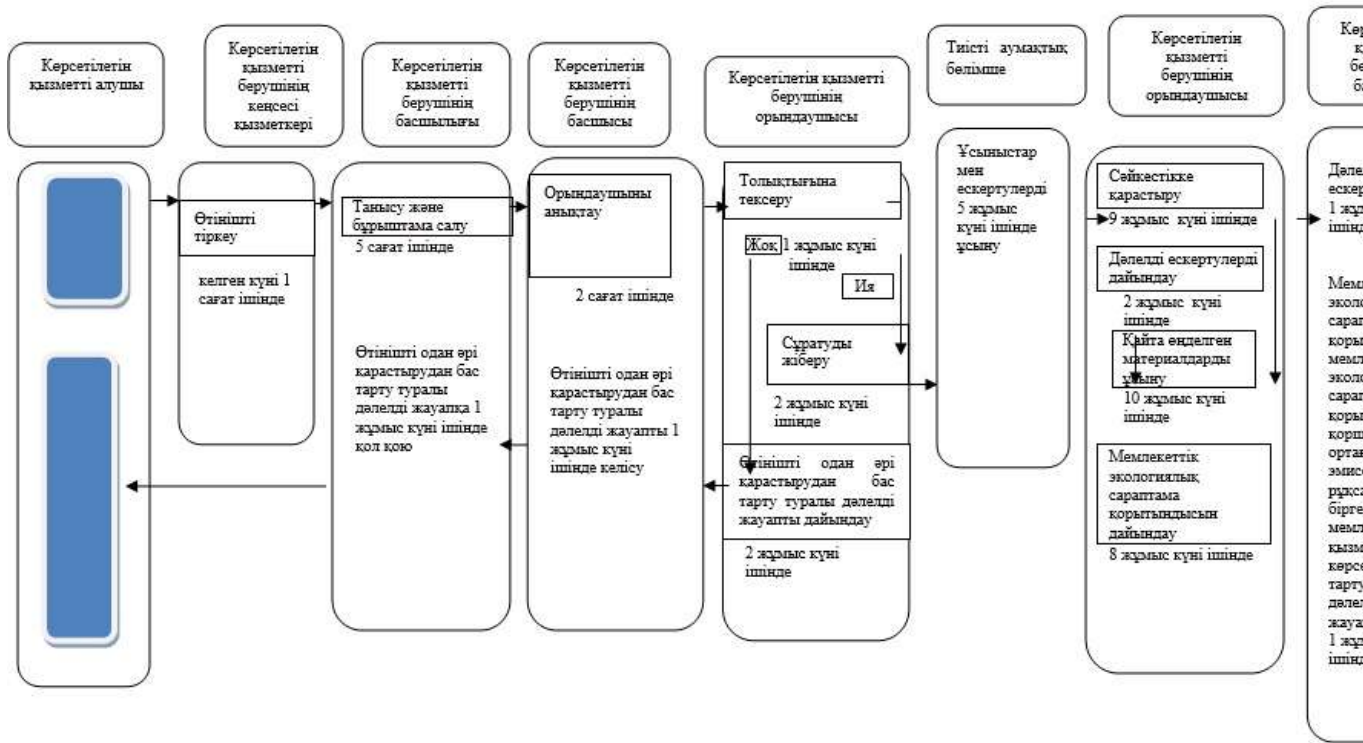 Көрсетілетін
қызметті алушы
Көрсетілетін
қызметті
берушінің
кеңсесі
қызметкері
Көрсетілетін
қызметті
берушінің
басшылығы
Көрсетілетін
қызметті
берушінің
басшысы
Көрсетілетін қызметті
берушінің
орындаушысы
Тиісті аумақтық
бөлімше
Көрсетілетін
қызметті
берушінің
орындаушысы
Өтінішті
тіркеу
келген күні 1
сағат ішінде
Танысу және
бұрыштама салу
5 сағат ішінде
Өтінішті одан әрі
қарастырудан бас
тарту туралы
дәлелді жауапқа 1
жұмыс күні ішінде
қол қою
Орындаушыны
анықтау
2 сағат ішінде
Өтінішті одан әрі
қарастырудан бас
тарту туралы
дәлелді жауапты 1
жұмыс күні
ішінде келісу
Толықтығына
тексеру
Жоқ 1 жұмыс күні
ішінде
Ия
Сұратуды
жіберу
2 жұмыс күні
ішінде
Өтінішті одан әрі
қарастырудан бас
тарту туралы дәлелді
жауапты дайындау
2 жұмыс күні
ішінде
Ұсыныстар
мен
ескертулерді
5 жұмыс
күні ішінде
ұсыну
Сәйкестікке
қарастыру
9 жұмыс күні ішінде
Дәлелді ескертулерді
дайындау
2 жұмыс күні
ішінде
Қайта өңделген
материалдарды
ұсыну
10 жұмыс күні
ішінде
Мемлекеттік
экологиялық
сараптама
қорытындысын
дайындау
8 жұмыс күні ішінде